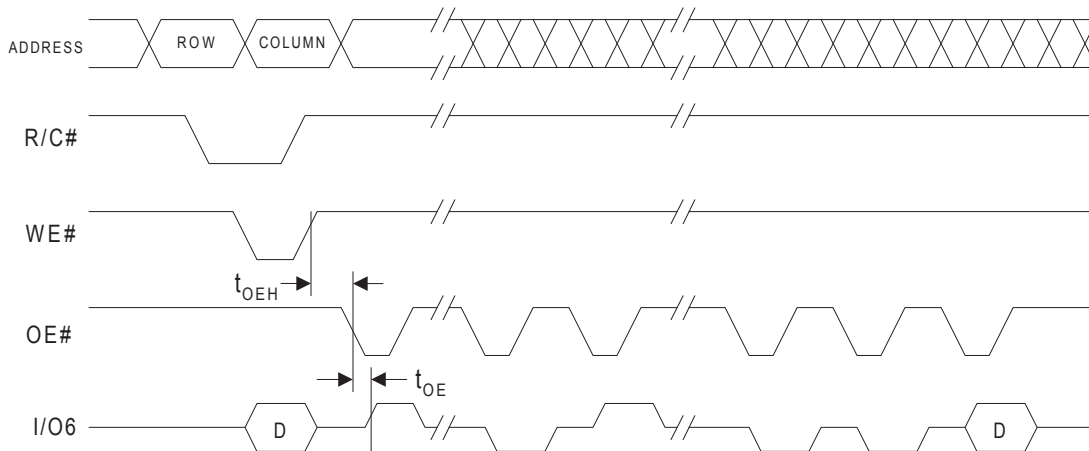 ADDRESS ROW COLUMN
R/C#
WE#
tOEH
OE#
tOE
I/O6 D D